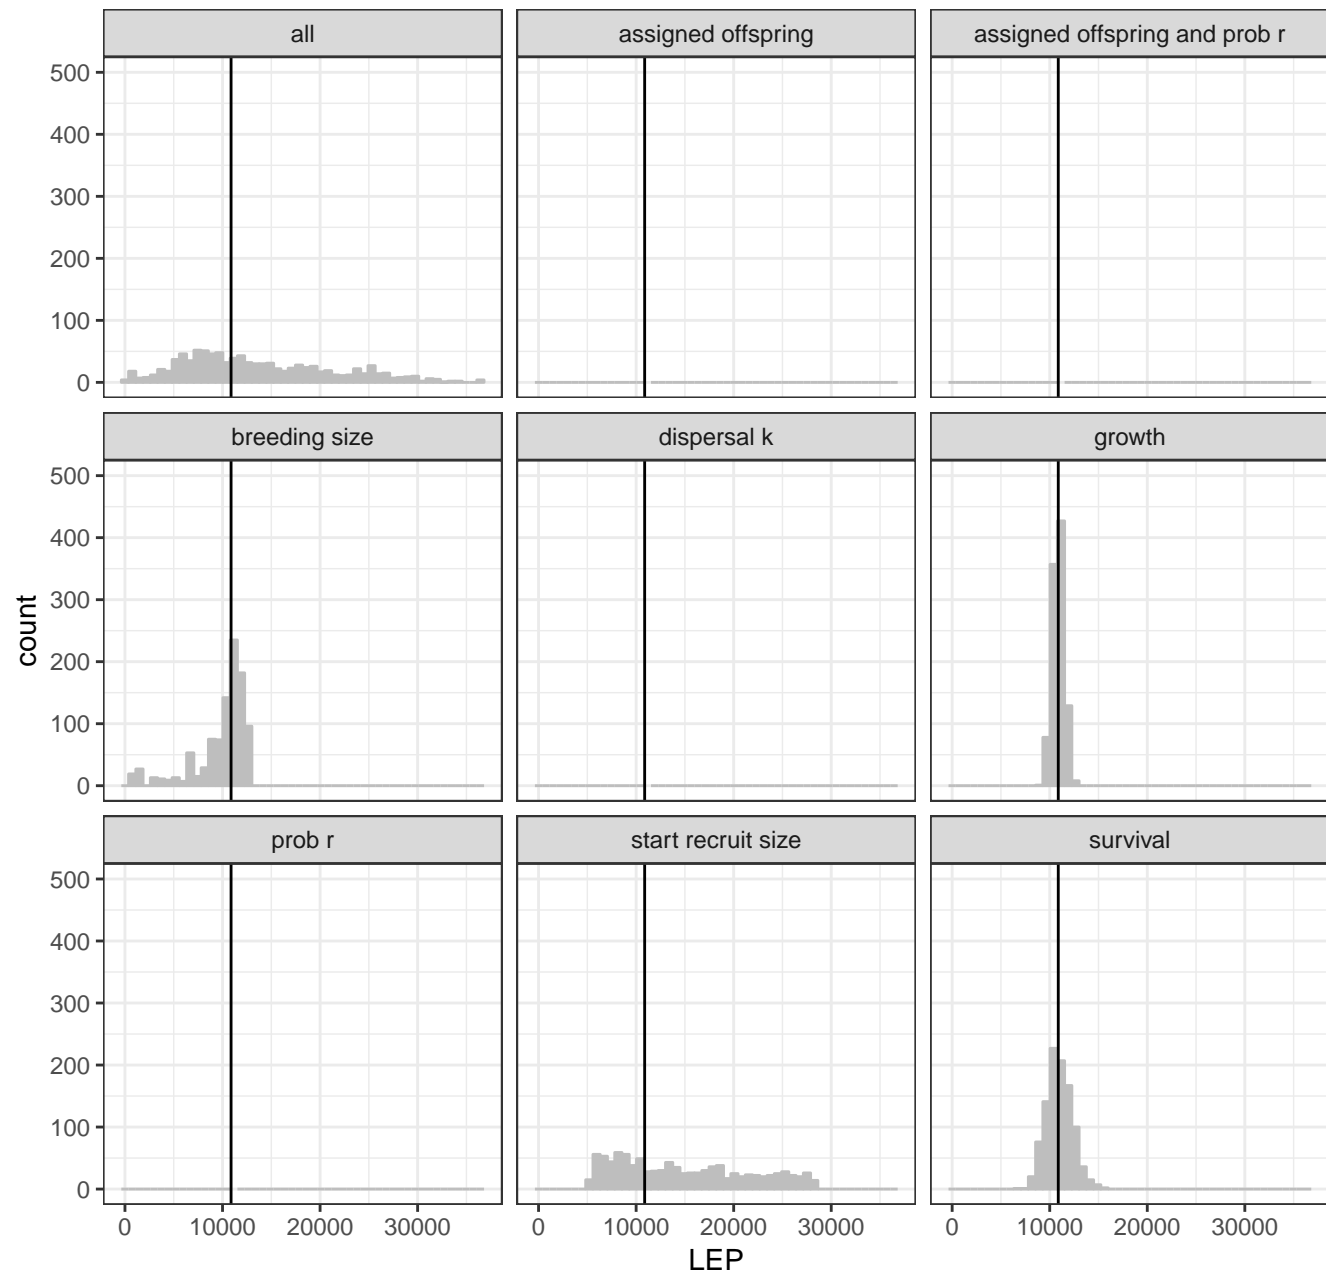 all
assigned offspring
assigned offspring and prob r
500
400
300
200
100
0
breeding size
dispersal k
growth
500
400
300
200
100
0
count
prob r
start recruit size
survival
500
400
300
200
100
0
0 10000 20000 30000
0 10000 20000 30000
0 10000 20000 30000
LEP